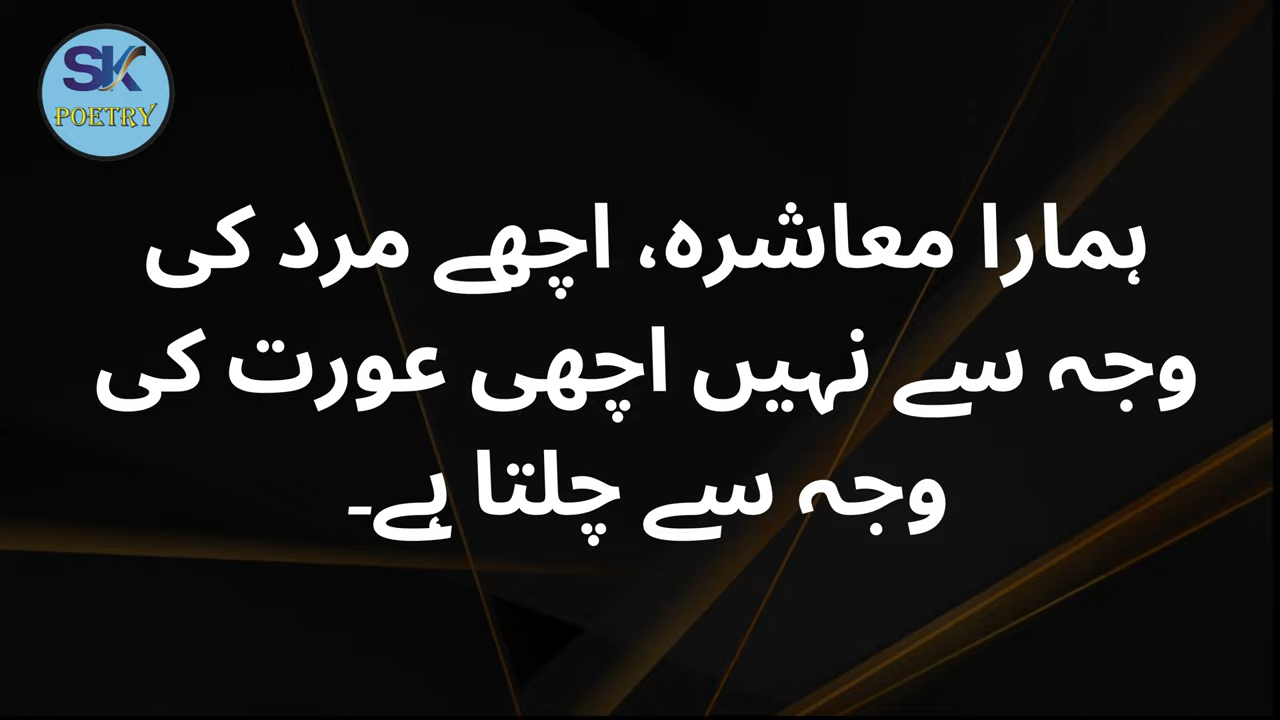 SK
POETRY
ہمارا معاشرہ، اچھے مرد کی
وجہ سے نہیں اچھی عورت کی
وجہ سے چلتا ہے۔